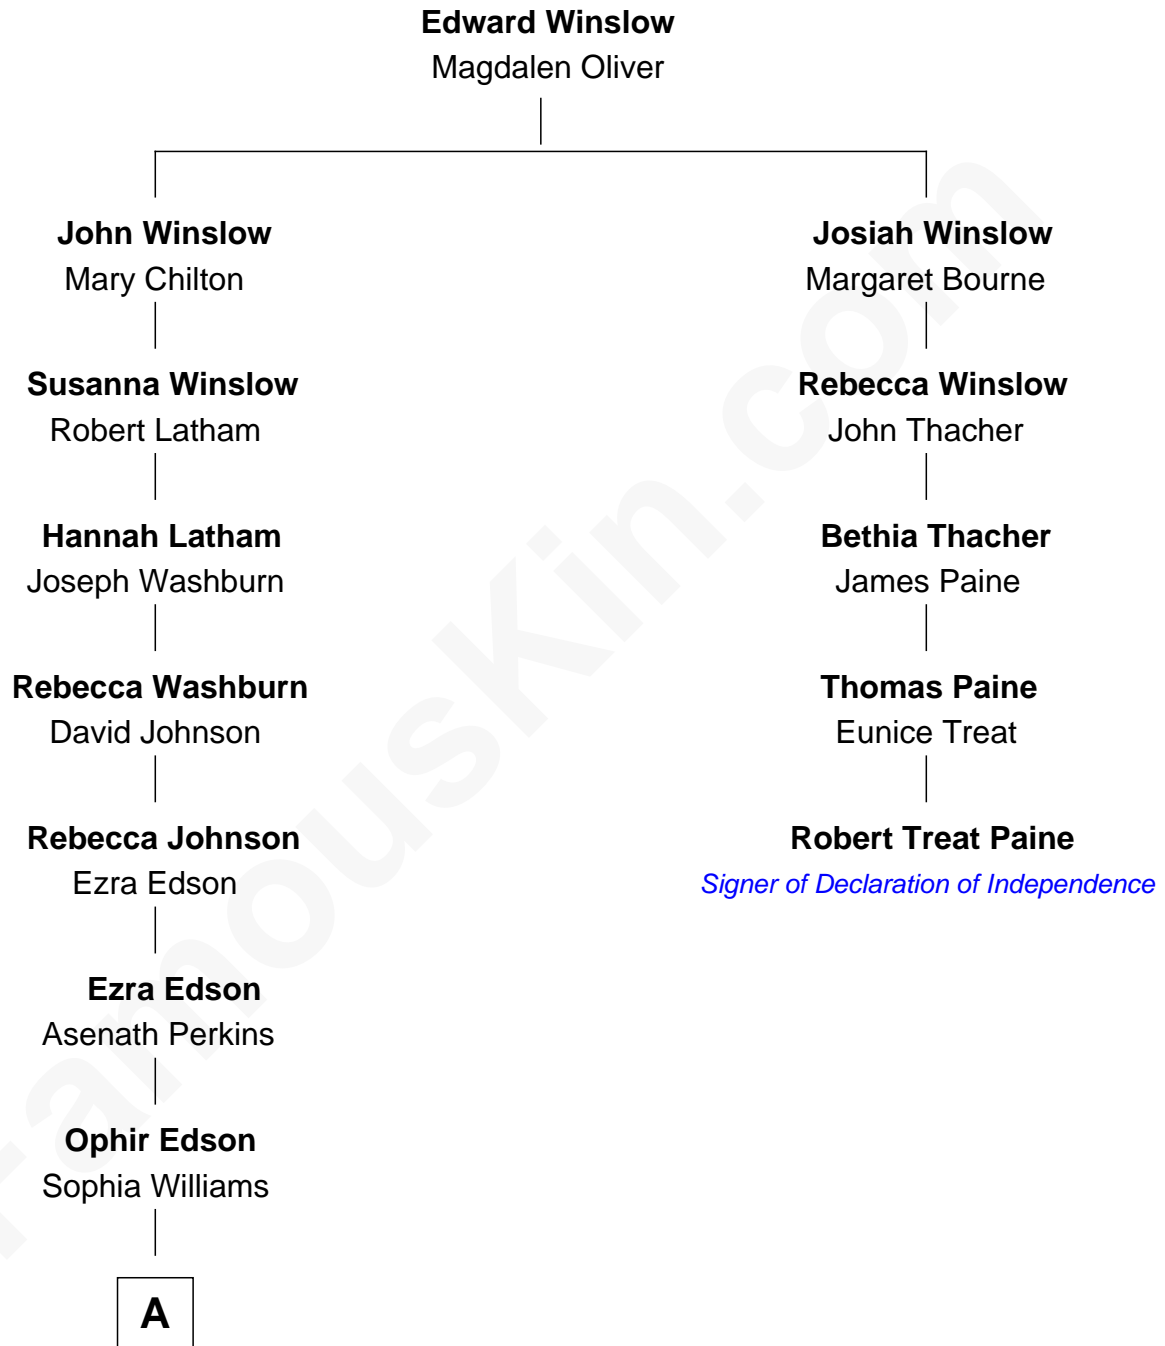 Edward Winslow
Magdalen Oliver
John Winslow
Mary Chilton
Susanna Winslow
Robert Latham
Hannah Latham
Joseph Washburn
Rebecca Washburn
David Johnson
Rebecca Johnson
Ezra Edson
Ezra Edson
Asenath Perkins
Ophir Edson
Sophia Williams
A
Josiah Winslow
Margaret Bourne
Rebecca Winslow
John Thacher
Bethia Thacher
James Paine
Thomas Paine
Eunice Treat
Robert Treat Paine
Signer of Declaration of Independence
FamousKin.com